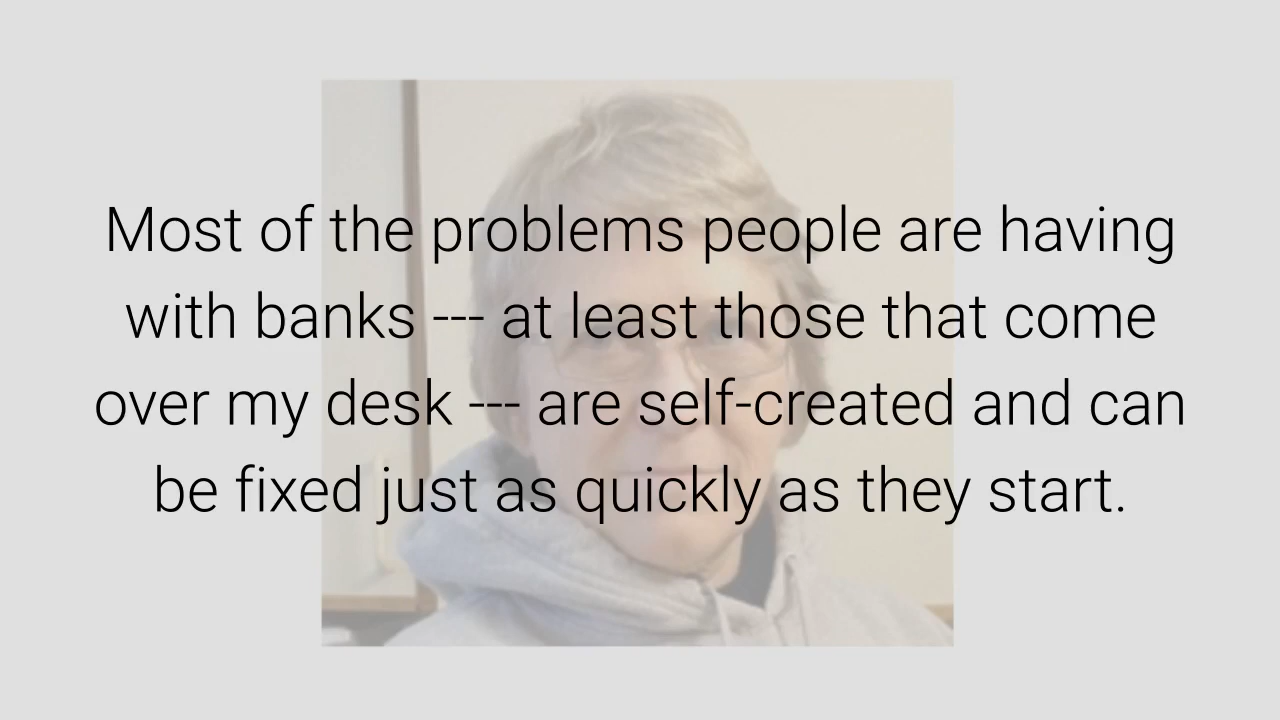 Most of the problems people are having
with banks --- at least those that come
over my desk --- are self-created and can
be fixed just as quickly as they start.